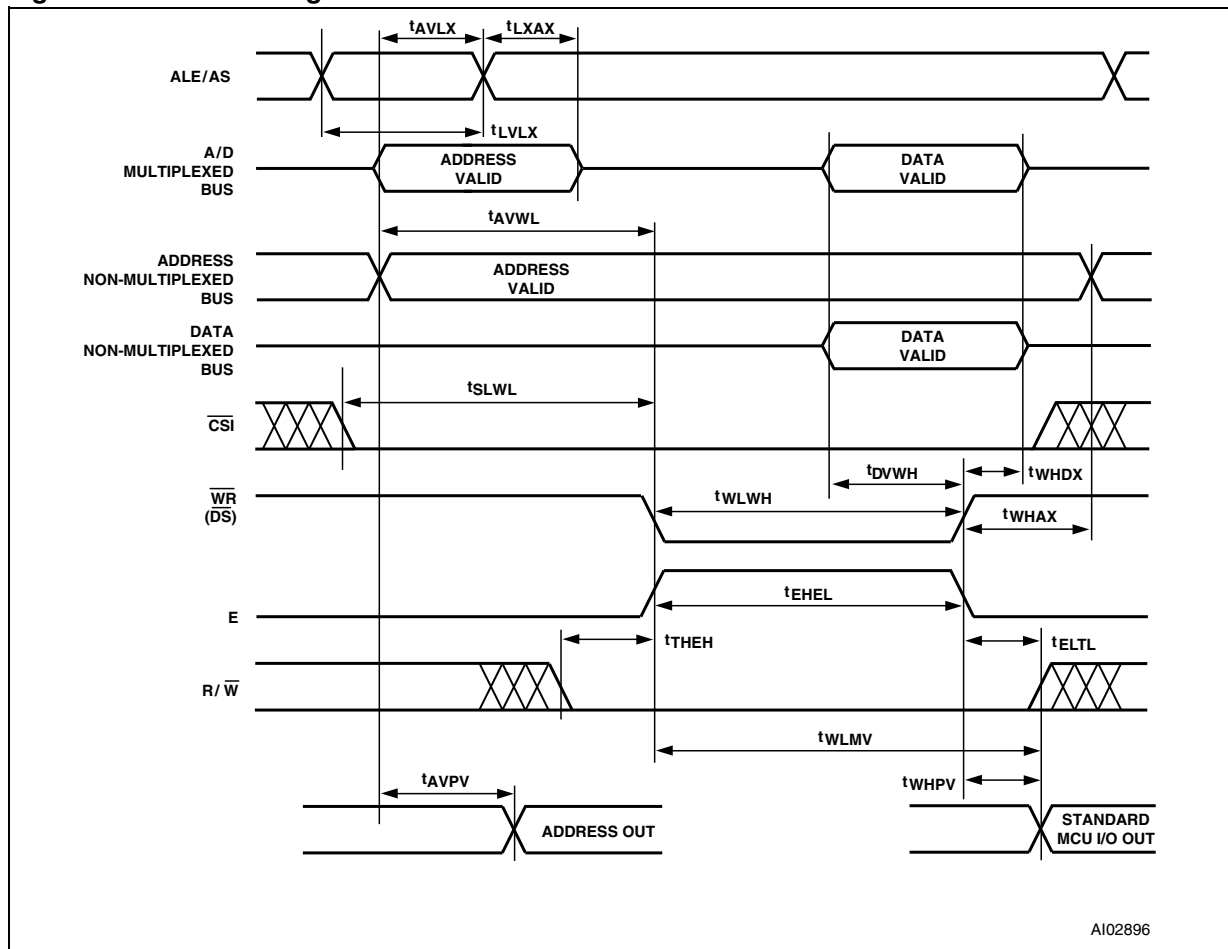 tAVLX tLXAX
ALE/AS
tLVLX
A/D
MULTIPLEXED
BUS
ADDRESS
VALID
DATA
VALID
tAVWL
ADDRESS
NON-MULTIPLEXED
BUS
ADDRESS
VALID
DATA
NON-MULTIPLEXED
BUS
DATA
VALID
tSLWL
CSI
tDVWH tWHDX
WR
(DS)
tWLWH
tWHAX
tEHEL
E
tTHEH tELTL
R/ W
tWLMV
tAVPV tWHPV
ADDRESS OUT
STANDARD
MCU I/O OUT
AI02896